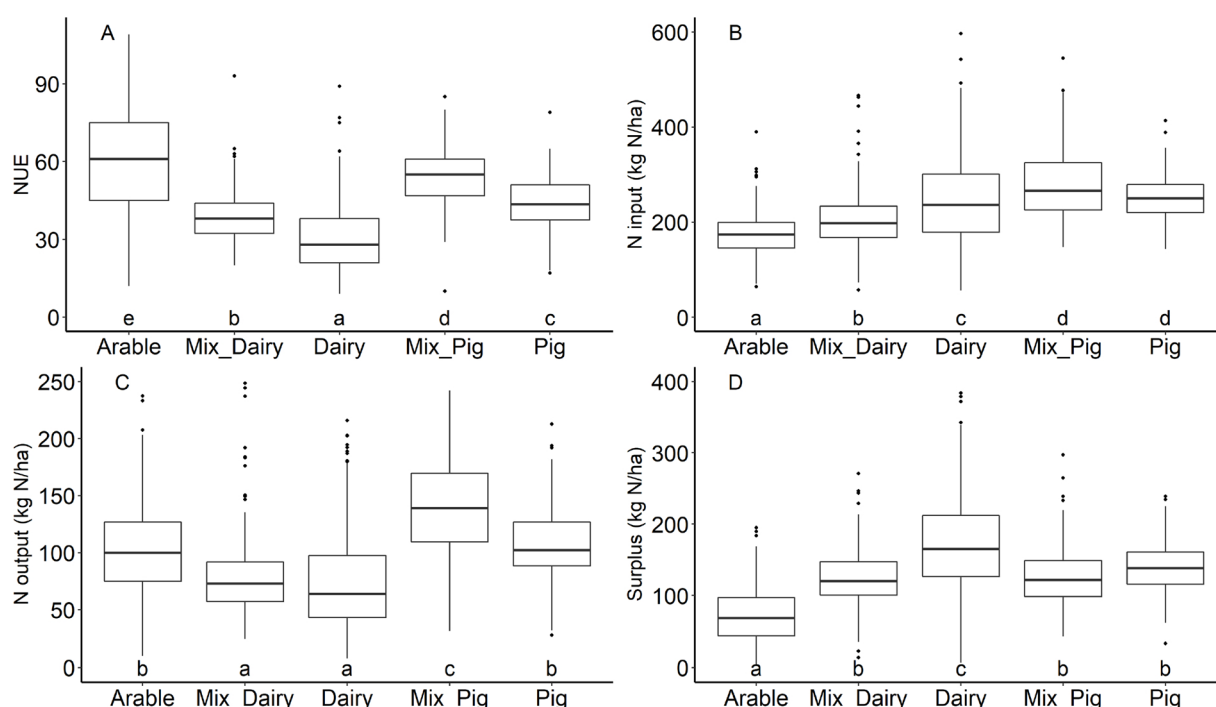 A
NUE
90
60
30
0
e b a d c
Arable Mix_Dairy Dairy Mix_Pig Pig
B
N input (kg N/ha)
600
400
200
0
a b c d d
Arable Mix_Dairy Dairy Mix_Pig Pig
C
N output (kg N/ha)
250
200
150
100
50
0
b a a c b
Arable Mix_Dairy Dairy Mix_Pig Pig
D
Surplus (kg N/ha)
400
300
200
100
0
a b c b b
Arable Mix_Dairy Dairy Mix_Pig Pig